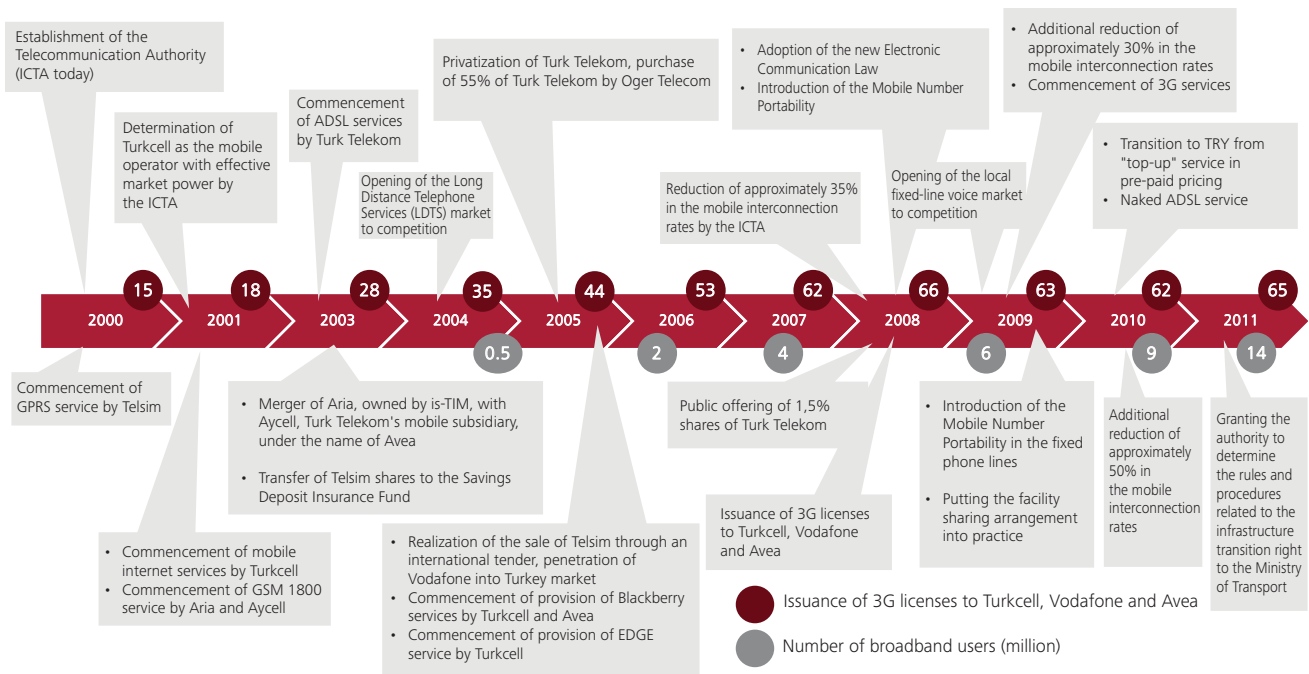 Establishment of the
Telecommunication Authority
(ICTA today)
Determination of
Turkcell as the mobile
operator with effective
market power by
the ICTA
Commencement
of ADSL services
by Turk Telekom
Opening of the Long
Distance Telephone
Services (LDTS) market
to competition
Privatization of Turk Telekom, purchase
of 55% of Turk Telekom by Oger Telecom
Reduction of approximately 35%
in the mobile interconnection
rates by the ICTA
• Adoption of the new Electronic
Communication Law
• Introduction of the Mobile Number
Portability
Opening of the local
fixed-line voice market
to competition
• Additional reduction of
approximately 30% in the
mobile interconnection rates
• Commencement of 3G services
• Transition to TRY from
"top-up" service in
pre-paid pricing
• Naked ADSL service
15 18 28 35 44 53 62 66 63 62 65
2000 2001 2003 2004 2005 2006 2007 2008 2009 2010 2011
0.5 2 4 6 9 14
Commencement of
GPRS service by Telsim
• Commencement of mobile
internet services by Turkcell
• Commencement of GSM 1800
service by Aria and Aycell
• Merger of Aria, owned by is-TIM, with
Aycell, Turk Telekom's mobile subsidiary,
under the name of Avea
• Transfer of Telsim shares to the Savings
Deposit Insurance Fund
• Realization of the sale of Telsim through an
international tender, penetration of
Vodafone into Turkey market
• Commencement of provision of Blackberry
services by Turkcell and Avea
• Commencement of provision of EDGE
service by Turkcell
Public offering of 1,5%
shares of Turk Telekom
Issuance of 3G licenses
to Turkcell, Vodafone
and Avea
• Introduction of the
Mobile Number
Portability in the fixed
phone lines
• Putting the facility
sharing arrangement
into practice
Additional
reduction of
approximately
50% in
the mobile
interconnection
rates
Granting the
authority to
determine
the rules and
procedures
related to the
infrastructure
transition right
to the Ministry
of Transport
Issuance of 3G licenses to Turkcell, Vodafone and Avea
Number of broadband users (million)